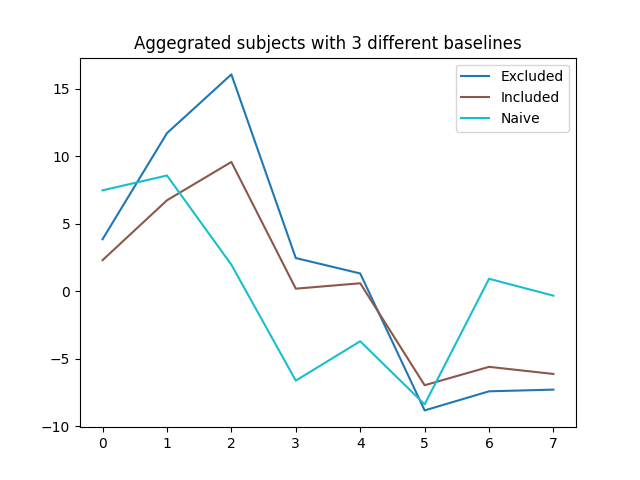 Aggegrated subjects with 3 different baselines
Excluded
Included
Naive
15
10
5
0
−5
−10
0 1 2 3 4 5 6 7